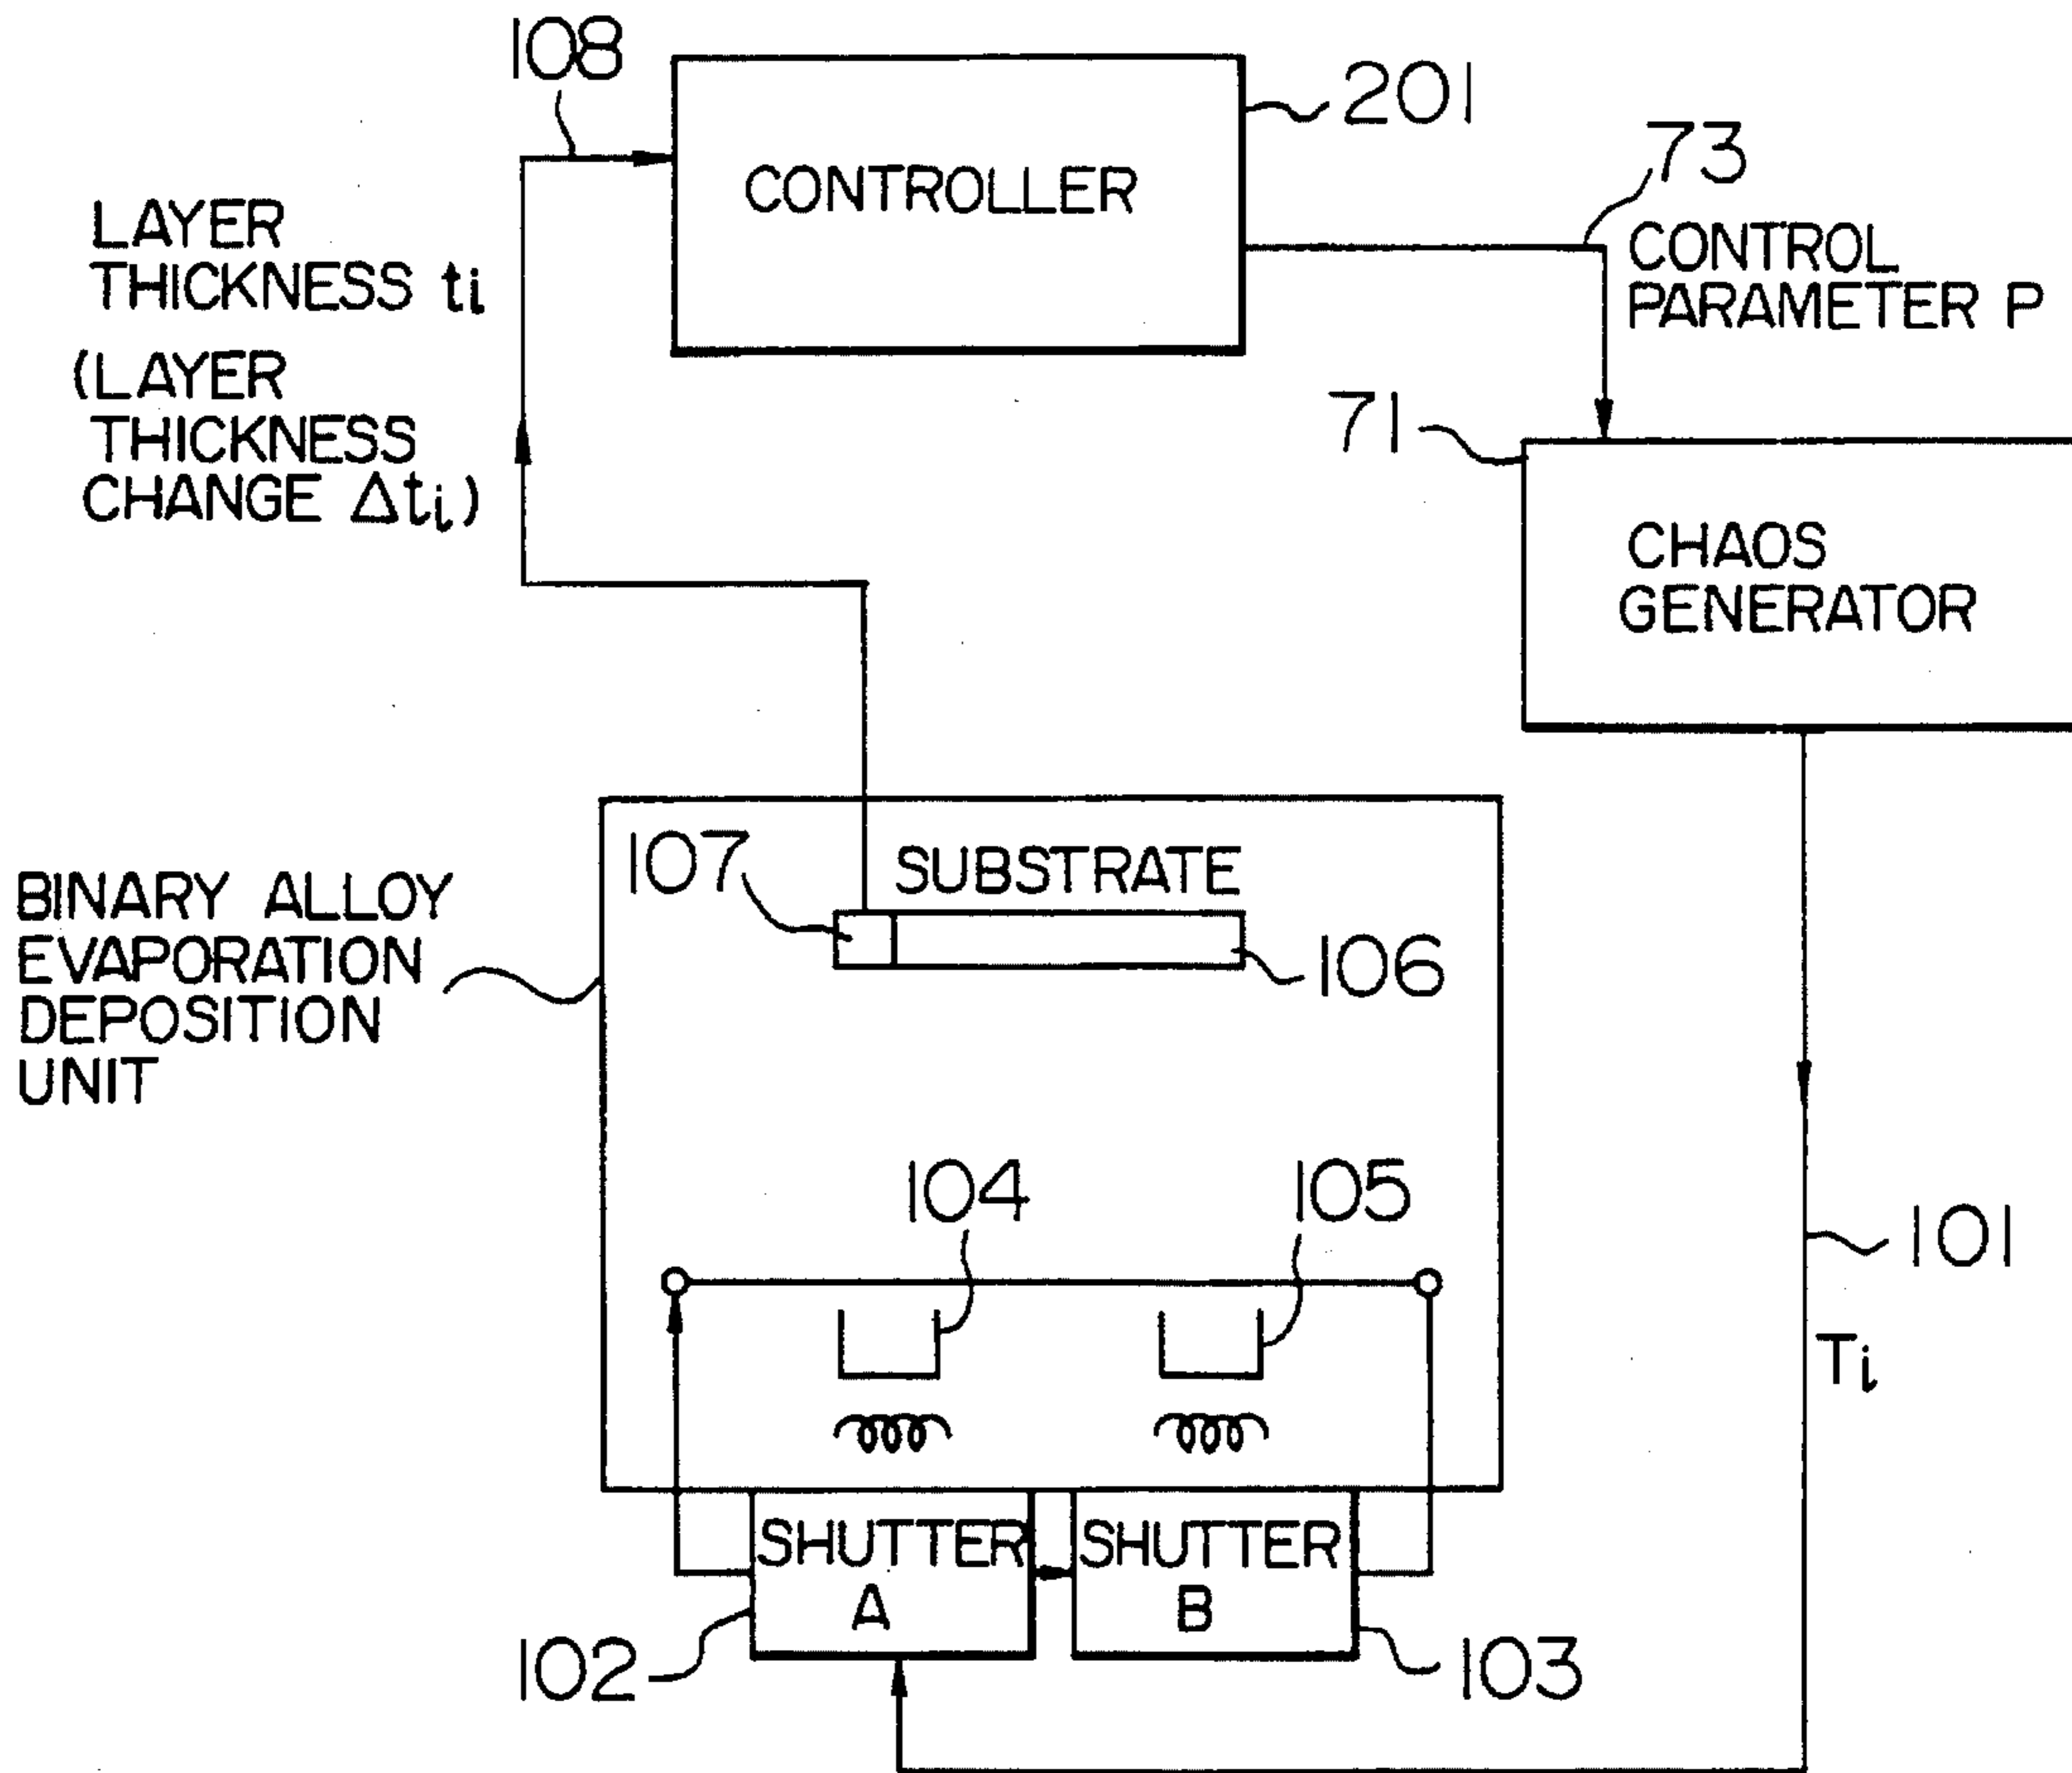 108
201
CONTROLLER
73
LAYER
THICKNESS ti
(LAYER
THICKNESS
CHANGE Δti)
CONTROL
PARAMETER P
71
CHAOS
GENERATOR
107
SUBSTRATE
106
BINARY ALLOY
EVAPORATION
DEPOSITION
UNIT
104
105
101
Ti
SHUTTER
A
SHUTTER
B
102
103